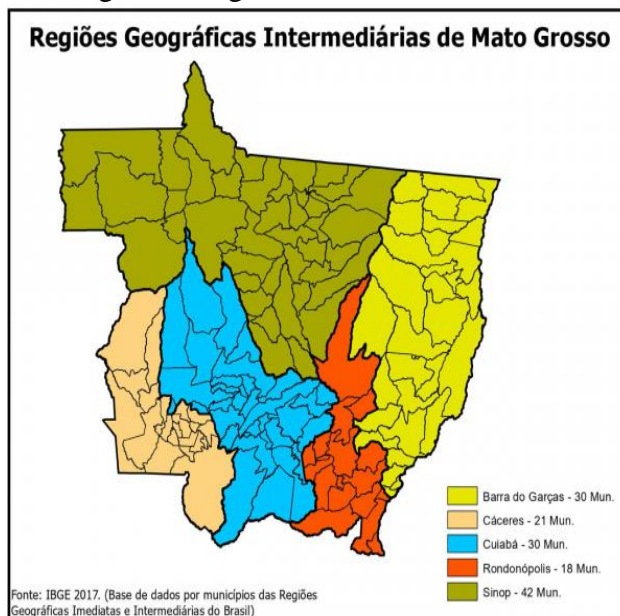 Regiões Geográficas Intermediárias de Mato Grosso
Barra do Garças - 30 Mun.
Cáceres - 21 Mun.
Cuiabá - 30 Mun.
Rondonópolis - 18 Mun.
Sinop - 42 Mun.
Fonte: IBGE 2017. (Base de dados por municípios das Regiões
Geográficas Imediatas e Intermediárias do Brasil)